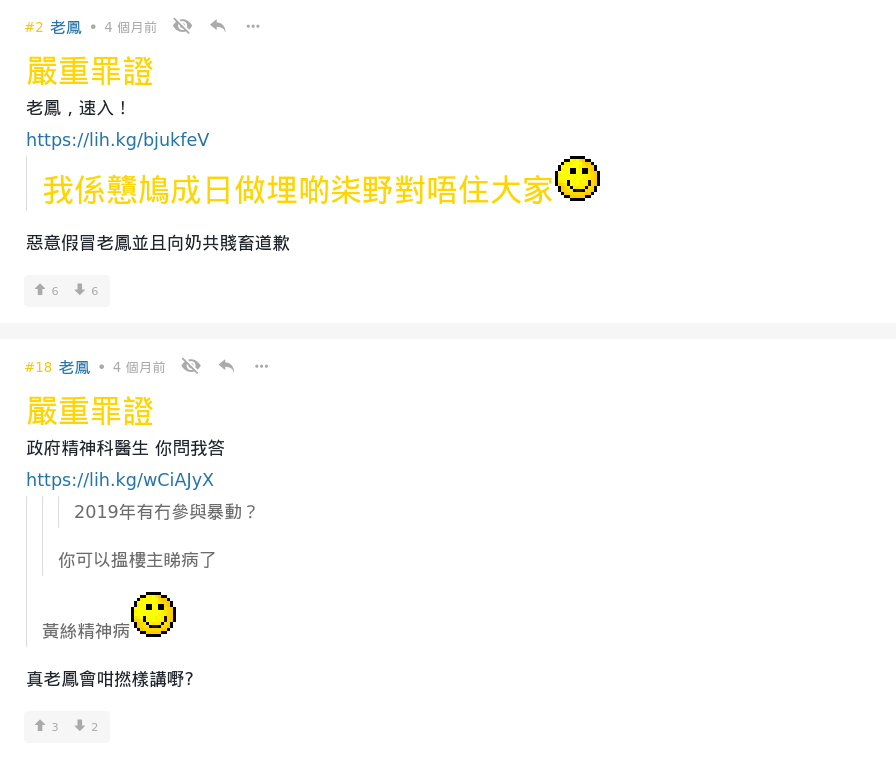 #2 老鳳 • 4 個月前
嚴重罪證
老鳳，速入！
https://lih.kg/bjukfeV
我係戇鳩成日做埋啲柒野對唔住大家
惡意假冒老鳳並且向奶共賤畜道歉
6 6
#18 老鳳 • 4 個月前
嚴重罪證
政府精神科醫生 你問我答
https://lih.kg/wCiAJyX
2019年有冇參與暴動？
你可以搵樓主睇病了
黃絲精神病
真老鳳會咁撚樣講嘢?
3 2